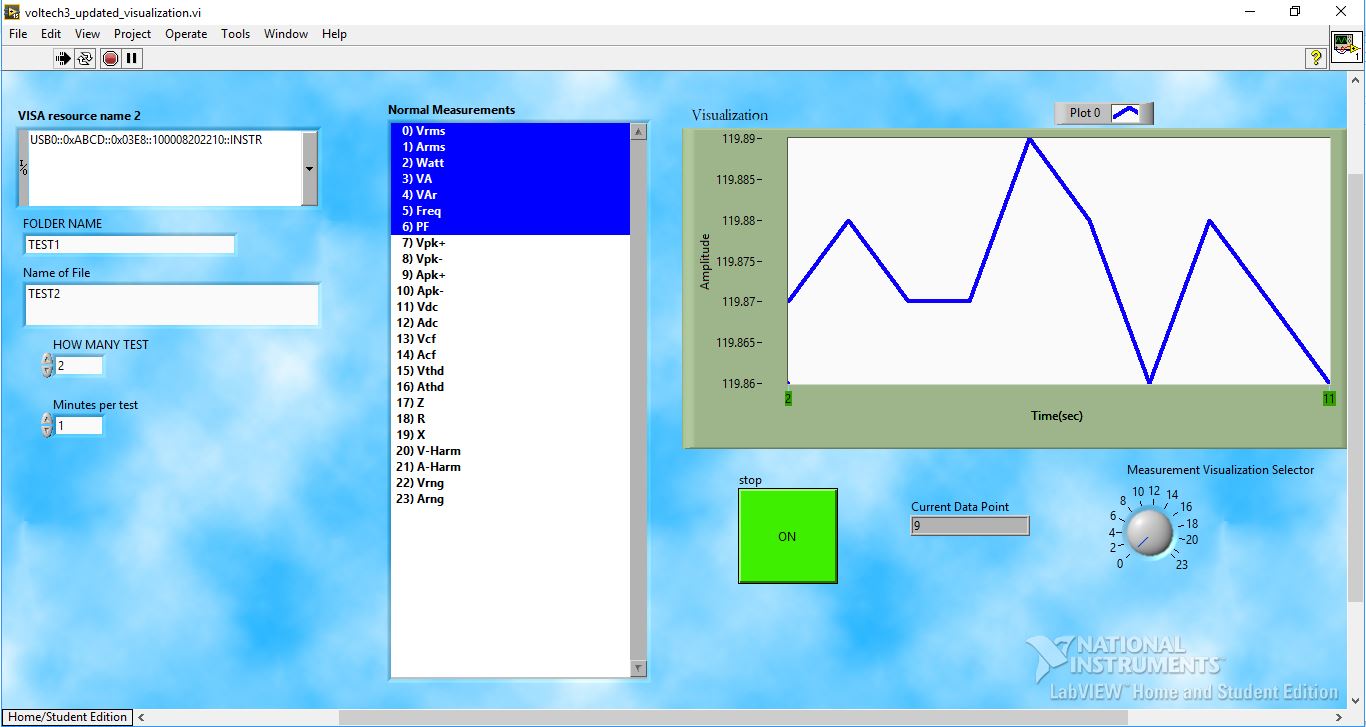 voltech3_updated_visualization.vi
File Edit View Project Operate Tools Window Help
?
1
VISA resource name 2
I/O
USB0::0xABCD::0x03E8::100008202210::INSTR
FOLDER NAME
TEST1
Name of File
TEST2
HOW MANY TEST
2
Minutes per test
1
Normal Measurements
0) Vrms
1) Arms
2) Watt
3) VA
4) VAr
5) Freq
6) PF
7) Vpk+
8) Vpk-
9) Apk+
10) Apk-
11) Vdc
12) Adc
13) Vcf
14) Acf
15) Vthd
16) Athd
17) Z
18) R
19) X
20) V-Harm
21) A-Harm
22) Vrng
23) Arng
Visualization
Plot 0
Amplitude
119.89
119.885
119.88
119.875
119.87
119.865
119.86
2 11
Time(sec)
stop
ON
Current Data Point
9
Measurement Visualization Selector
0 2 4 6 8 10 12 14 16 18 20 23
NATIONAL
INSTRUMENTS™
LabVIEW™ Home and Student Edition
Home/Student Edition